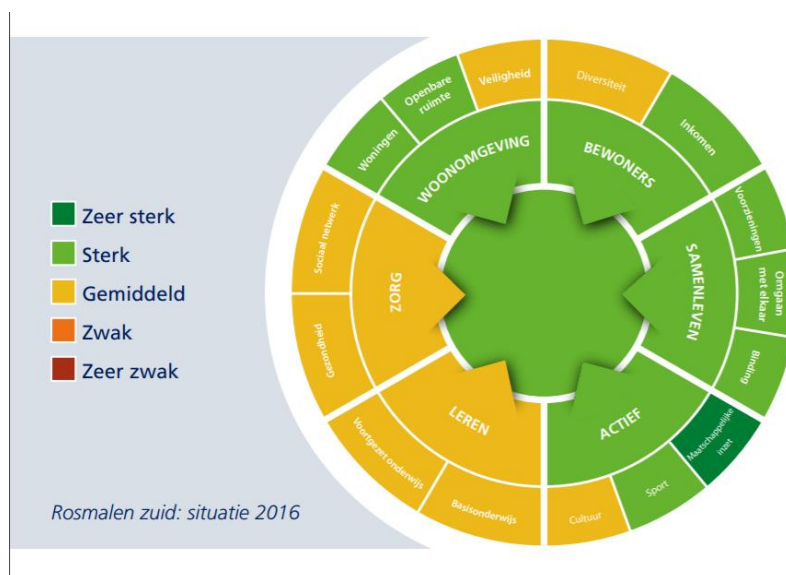 Zeer sterk
Sterk
Gemiddeld
Zwak
Zeer zwak
Rosmalen zuid: situatie 2016
Veiligheid
Openbare
ruimte
Woningen
WOONOMGEVING
Diversiteit
Inkomen
BEWONERS
Voorzieningen
Omgaan
met elkaar
Binding
SAMENLEVEN
Maatschappelijke
inzet
Sport
Cultuur
ACTIEF
Basisonderwijs
Voortgezet onderwijs
LEREN
Gezondheid
Sociaal netwerk
ZORG